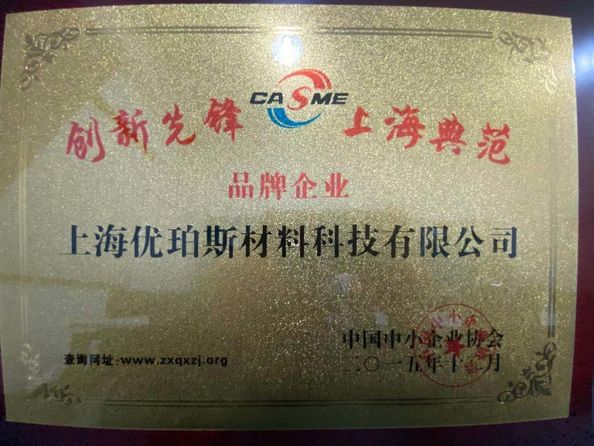 CASME
创新先锋 上海典范
品牌企业
上海优珀斯材料科技有限公司
中国中小企业协会
查询网址:www.zxqxzj.org
二〇一五年十月